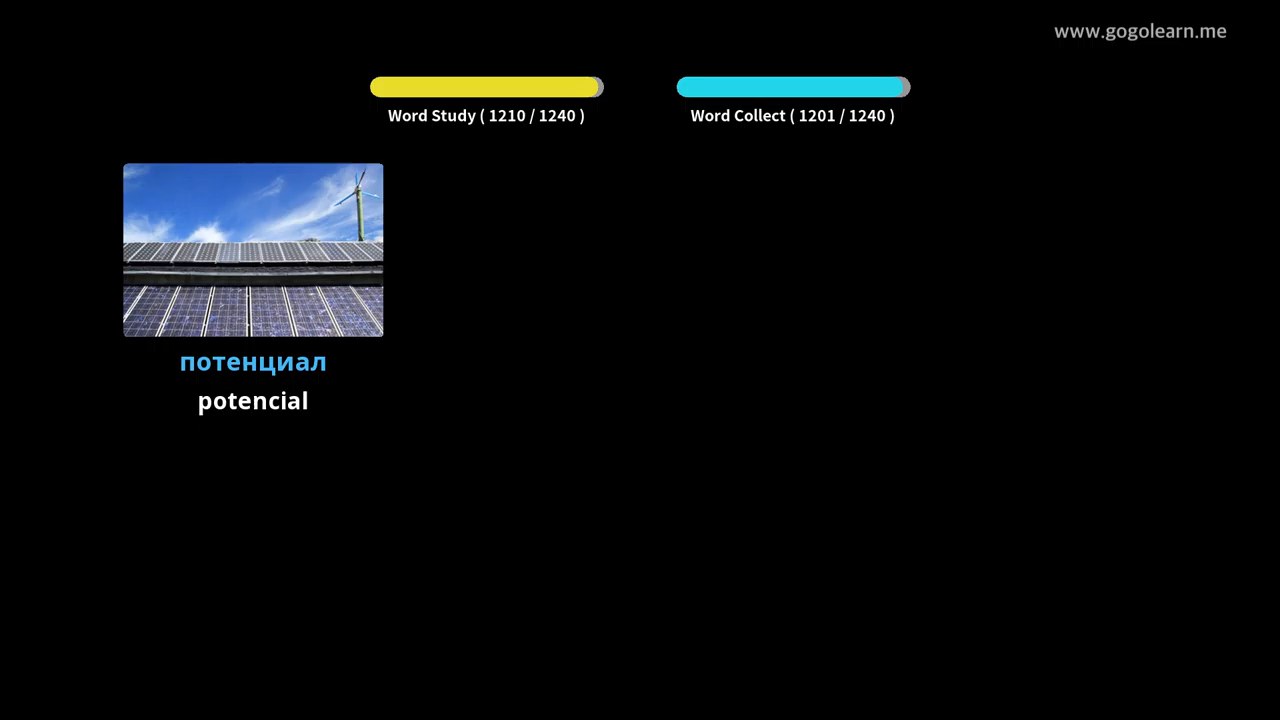 www.gogolearn.me
Word Study ( 1210 / 1240 )
Word Collect ( 1201 / 1240 )
потенциал
potencial